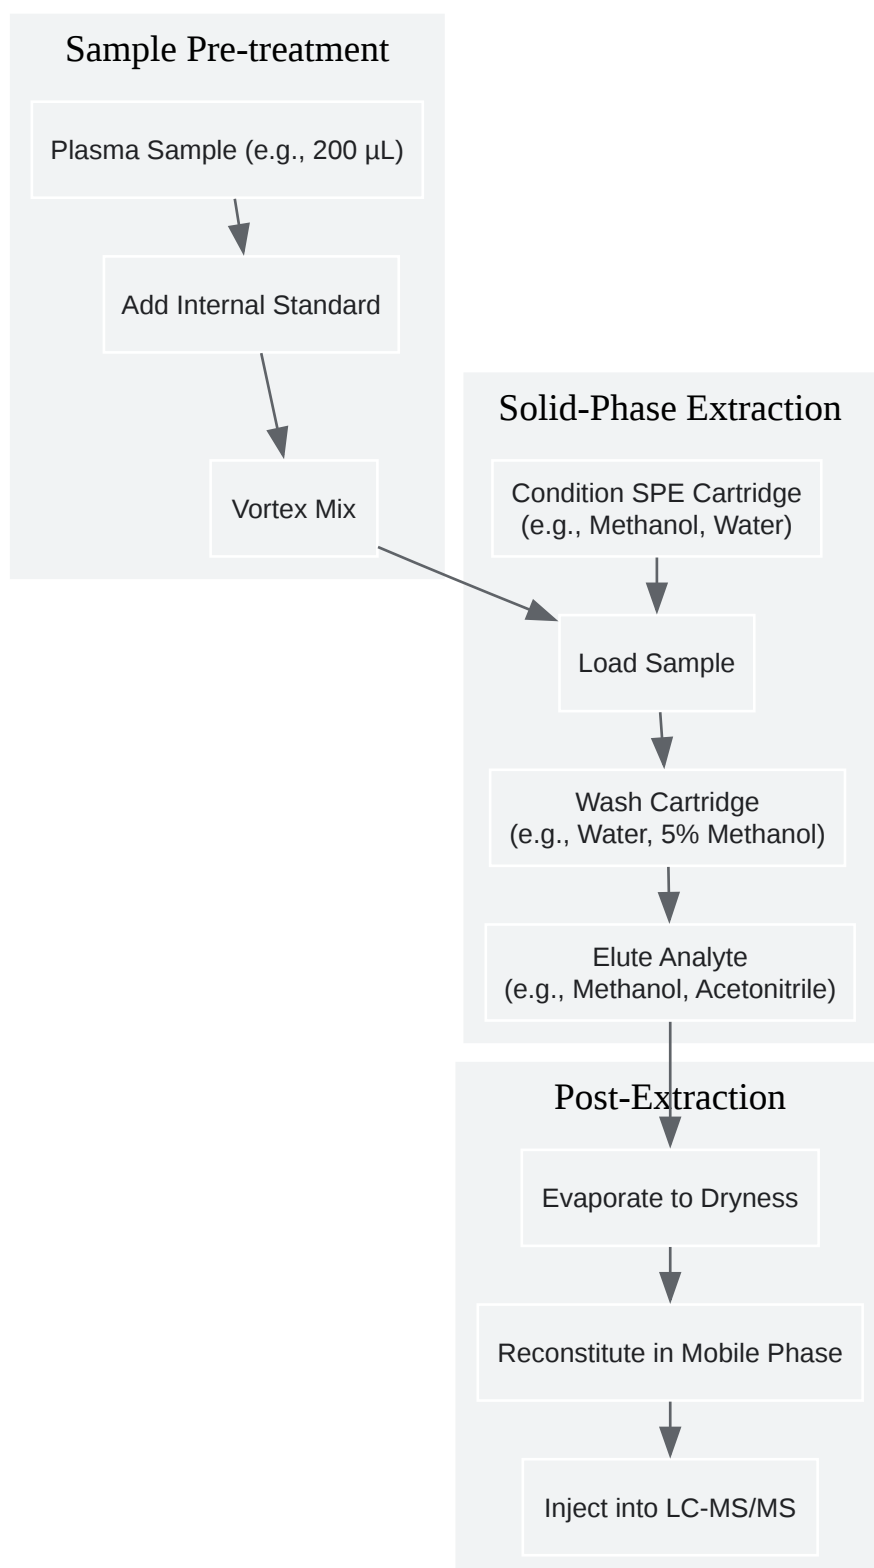 Sample Pre-treatment
Plasma Sample (e.g., 200 µL)
Add Internal Standard
Vortex Mix
Solid-Phase Extraction
Condition SPE Cartridge
(e.g., Methanol, Water)
Load Sample
Wash Cartridge
(e.g., Water, 5% Methanol)
Elute Analyte
(e.g., Methanol, Acetonitrile)
Post-Extraction
Evaporate to Dryness
Reconstitute in Mobile Phase
Inject into LC-MS/MS